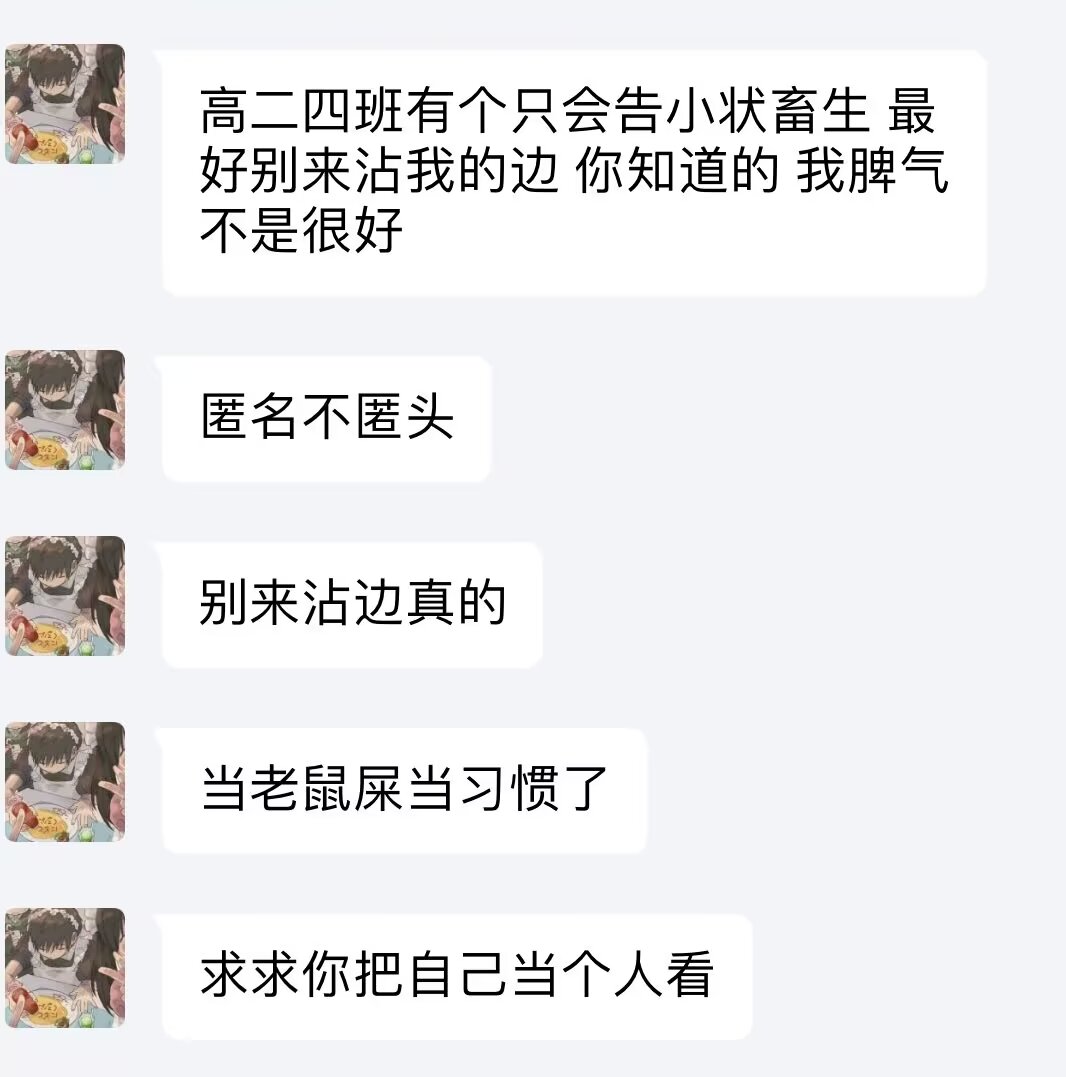 高二四班有个只会告小状畜生 最
好别来沾我的边 你知道的 我脾气
不是很好
匿名不匿头
别来沾边真的
当老鼠屎当习惯了
求求你把自己当个人看